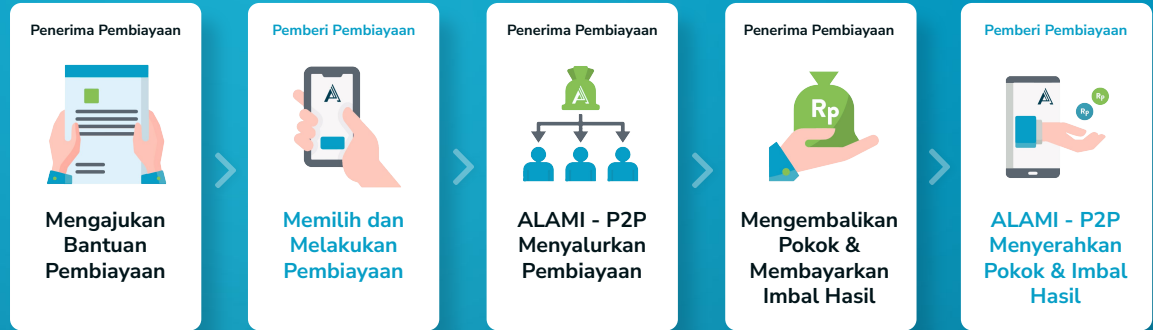 Penerima Pembiayaan
Mengajukan
Bantuan
Pembiayaan
Pemberi Pembiayaan
Memilih dan
Melakukan
Pembiayaan
Penerima Pembiayaan
ALAMI - P2P
Menyalurkan
Pembiayaan
Penerima Pembiayaan
Rp
Mengembalikan
Pokok &
Membayarkan
Imbal Hasil
Pemberi Pembiayaan
Rp
Rp
ALAMI - P2P
Menyerahkan
Pokok & Imbal
Hasil